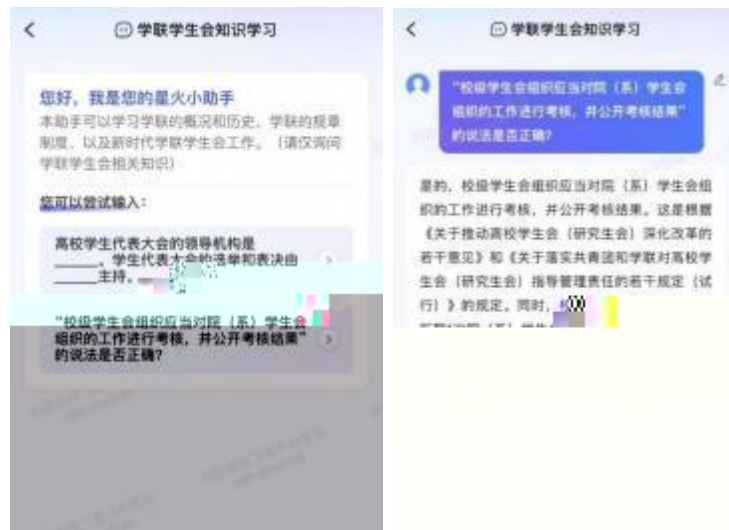 学联学生会知识学习
您好，我是您的星火小助手
本助手可以学习学联的概况和历史、学联的规章
制度、以及新时代学联学生会工作。（请仅询问
学联学生会相关知识）
您可以尝试输入：
高校学生代表大会的领导机构是
______。学生代表大会的选举和表决由
______主持。
“校级学生会组织应当对院（系）学生会
组织的工作进行考核，并公开考核结果”
的说法是否正确？
学联学生会知识学习
“校级学生会组织应当对院（系）学生会
组织的工作进行考核，并公开考核结果”
的说法是否正确？
是的，校级学生会组织应当对院（系）学生会组
织的工作进行考核，并公开考核结果。这是根据
《关于推动高校学生会（研究生会）深化改革的
若干意见》和《关于落实共青团和学联对高校学
生会（研究生会）指导管理责任的若干规定（试
行）》的规定。同时，